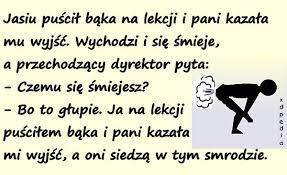 Jasiu puścił bąka na lekcji i pani kazała
mu wyjść. Wychodzi i się śmieje,
a przechodzący dyrektor pyta:
- Czemu się śmiejesz?
- Bo to głupie. Ja na lekcji
puściłem bąka i pani kazała
mi wyjść, a oni siedzą w tym smrodzie.
xdpedia